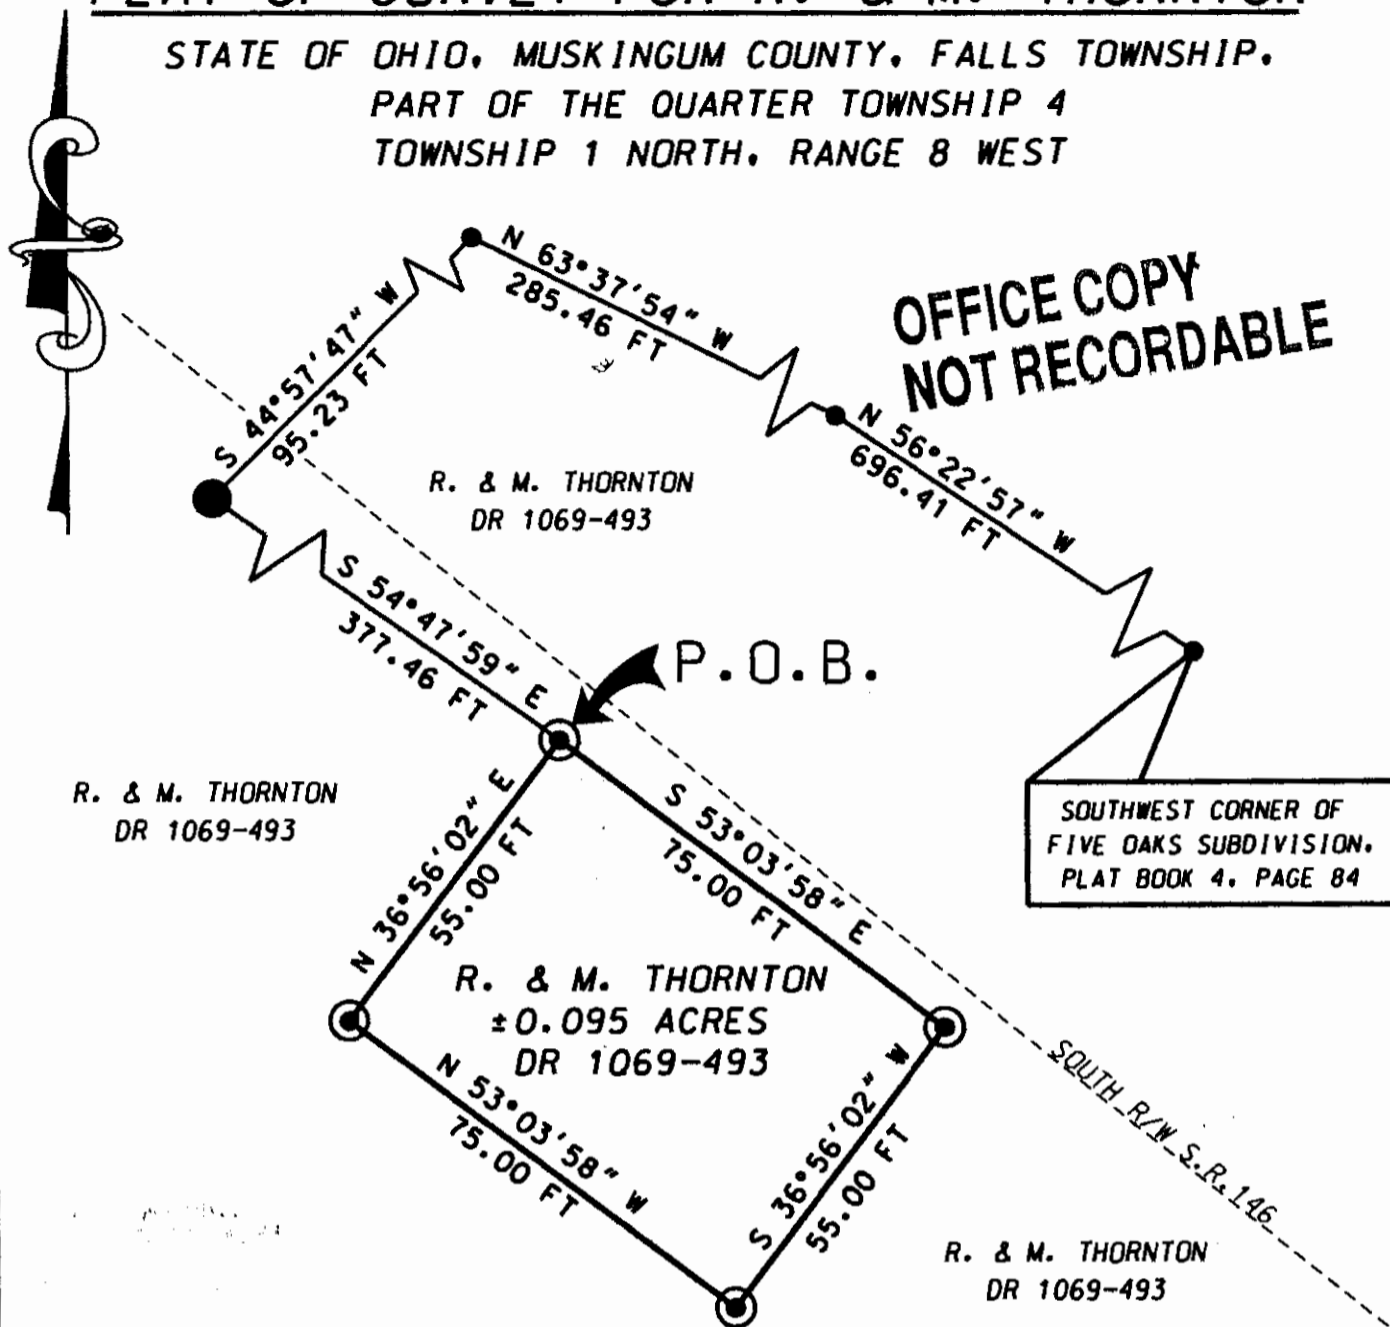 PLAT OF SURVEY FOR R. & M. THORNTON
STATE OF OHIO, MUSKINGUM COUNTY, FALLS TOWNSHIP,
PART OF THE QUARTER TOWNSHIP 4
TOWNSHIP 1 NORTH, RANGE 8 WEST
OFFICE COPY
NOT RECORDABLE
N 63°37'54" W
285.46 FT
S 44°57'47" W
95.23 FT
N 56°22'57" W
696.41 FT
R. & M. THORNTON
DR 1069-493
S 54°47'59" E
377.46 FT
P.O.B.
R. & M. THORNTON
DR 1069-493
SOUTHWEST CORNER OF
FIVE OAKS SUBDIVISION,
PLAT BOOK 4, PAGE 84
N 36°56'02" E
55.00 FT
S 53°03'58" E
75.00 FT
R. & M. THORNTON
±0.095 ACRES
DR 1069-493
N 53°03'58" W
75.00 FT
S 36°56'02" W
55.00 FT
SOUTH R/W S.R. 146
R. & M. THORNTON
DR 1069-493